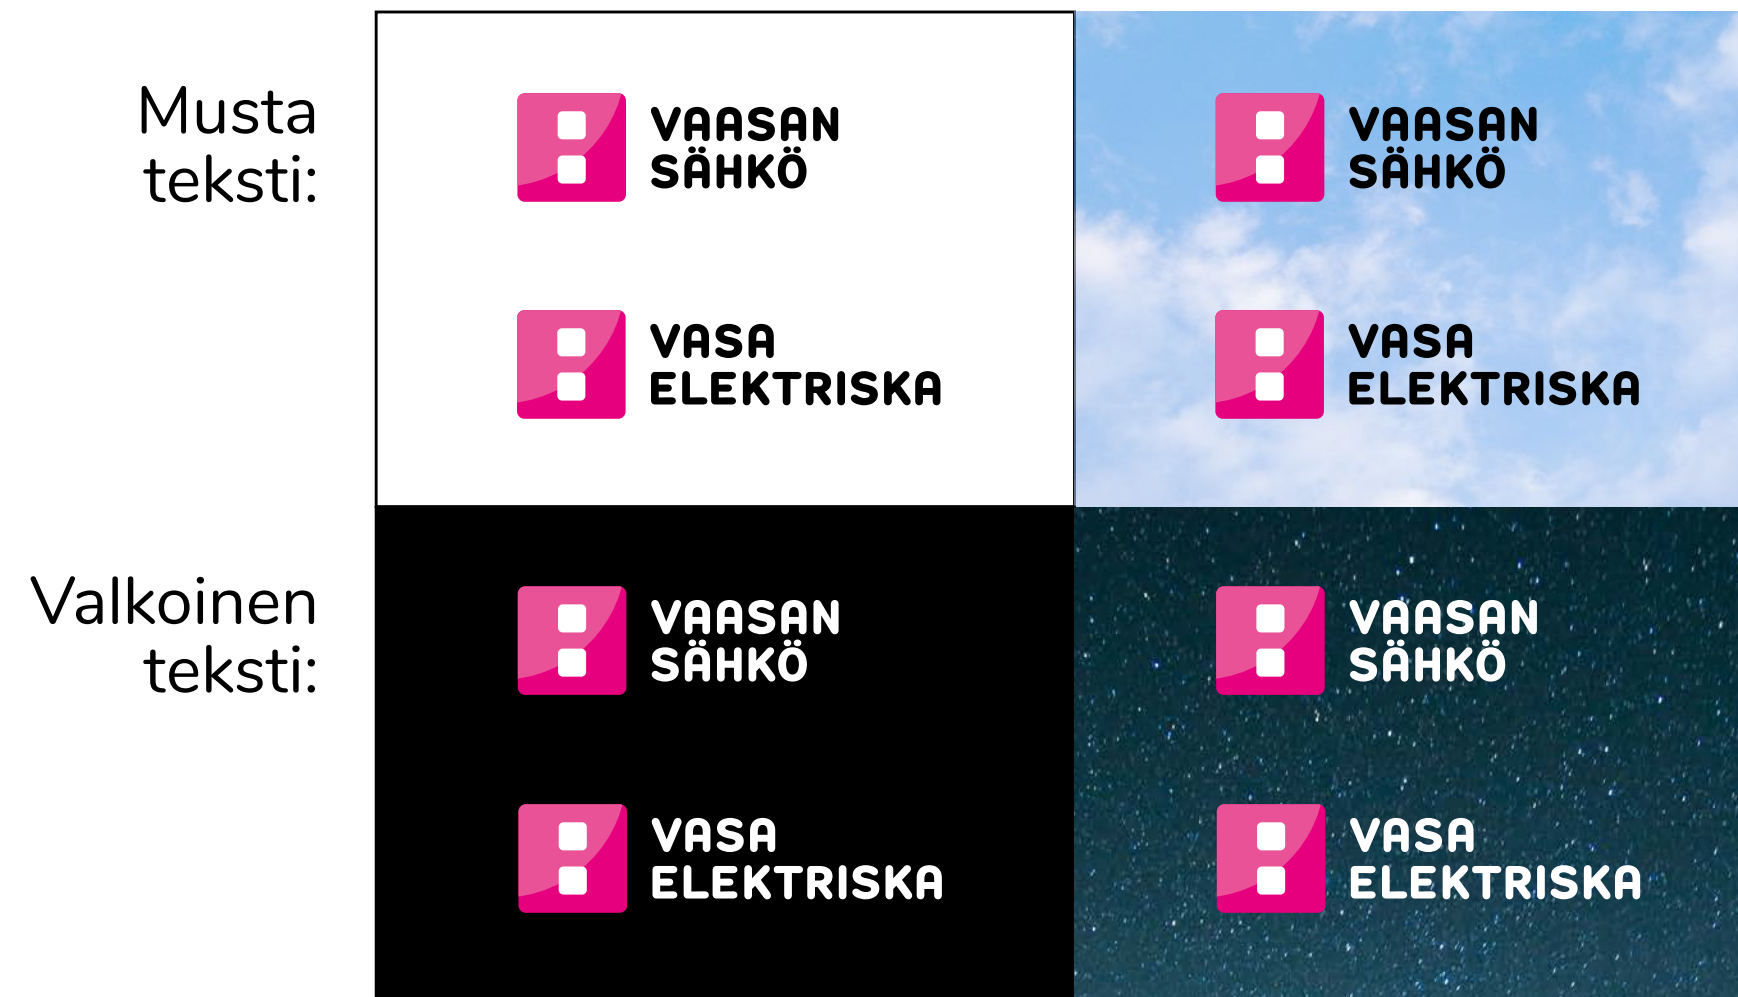 Musta
teksti:
VAASAN
SÄHKÖ
VAASAN
SÄHKÖ
VASA
ELEKTRISKA
VASA
ELEKTRISKA
Valkoinen
teksti:
VAASAN
SÄHKÖ
VAASAN
SÄHKÖ
VASA
ELEKTRISKA
VASA
ELEKTRISKA